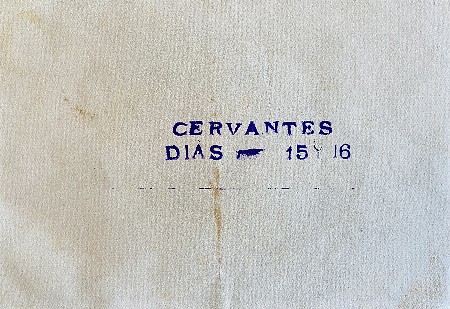 CERVANTES
DIAS — 15 Y 16